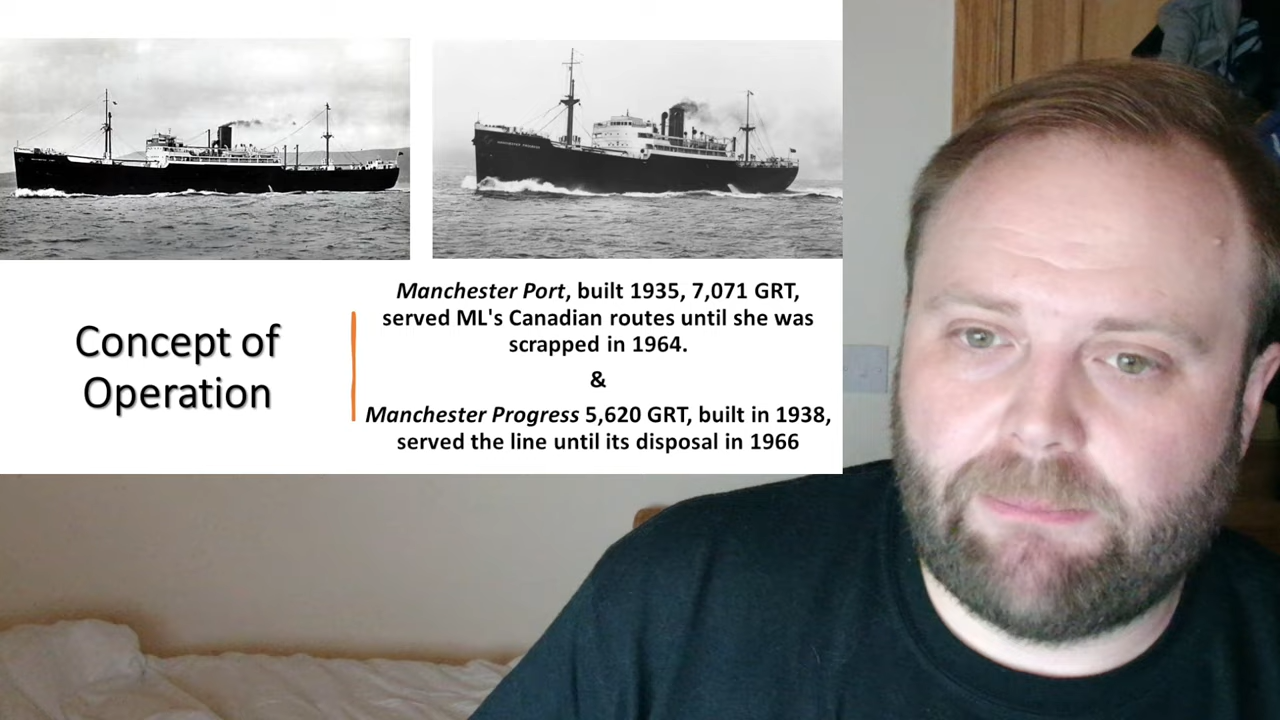 Concept of
Operation
Manchester Port, built 1935, 7,071 GRT,
served ML's Canadian routes until she was
scrapped in 1964.
&
Manchester Progress 5,620 GRT, built in 1938,
served the line until its disposal in 1966